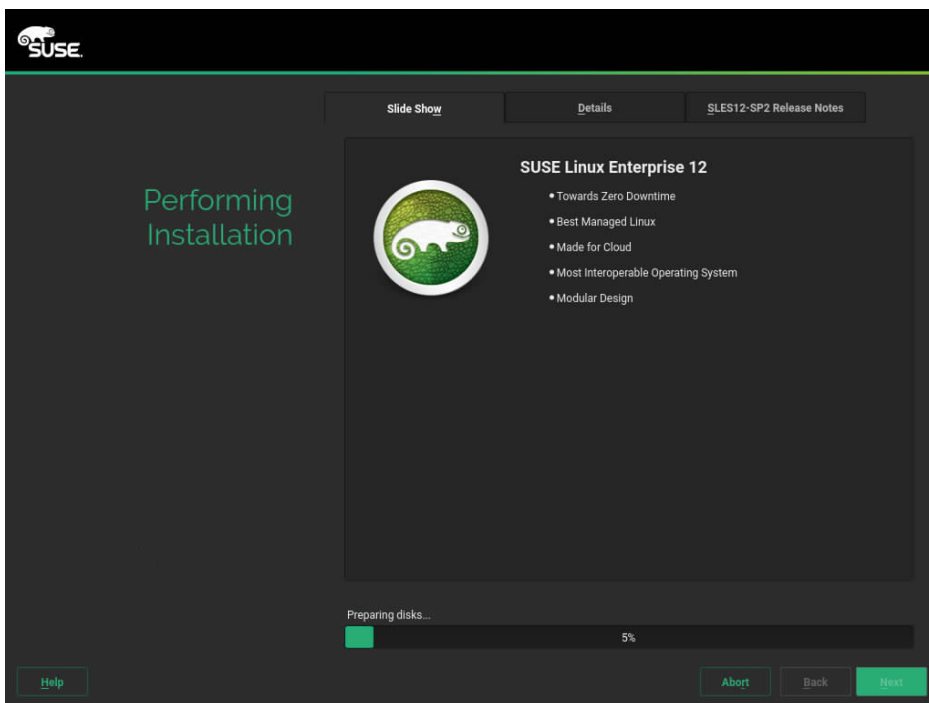 SUSE.
Slide Show
Details
SLES12-SP2 Release Notes
Performing
Installation
SUSE Linux Enterprise 12
• Towards Zero Downtime
• Best Managed Linux
• Made for Cloud
• Most Interoperable Operating System
• Modular Design
Preparing disks...
5%
Help
Abort
Back
Next